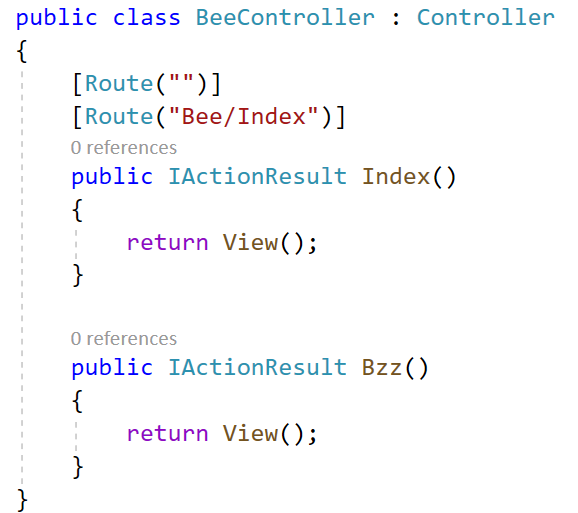 public class BeeController : Controller
{
[Route("")]
[Route("Bee/Index")]
0 references
public IActionResult Index()
{
return View();
}
0 references
public IActionResult Bzz()
{
return View();
}
}